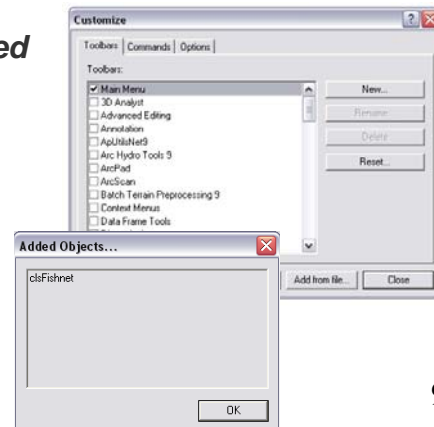 ed
Customize
Toolbars Commands Options
Toolbars:
Main Menu
3D Analyst
Advanced Editing
Annotation
ApUtilsNet9
Arc Hydro Tools 9
ArcPad
ArcScan
Batch Terrain Preprocessing 9
Context Menus
Data Frame Tools
New...
Rename...
Delete
Reset...
Add from file... Close
Added Objects...
clsFishnet
OK